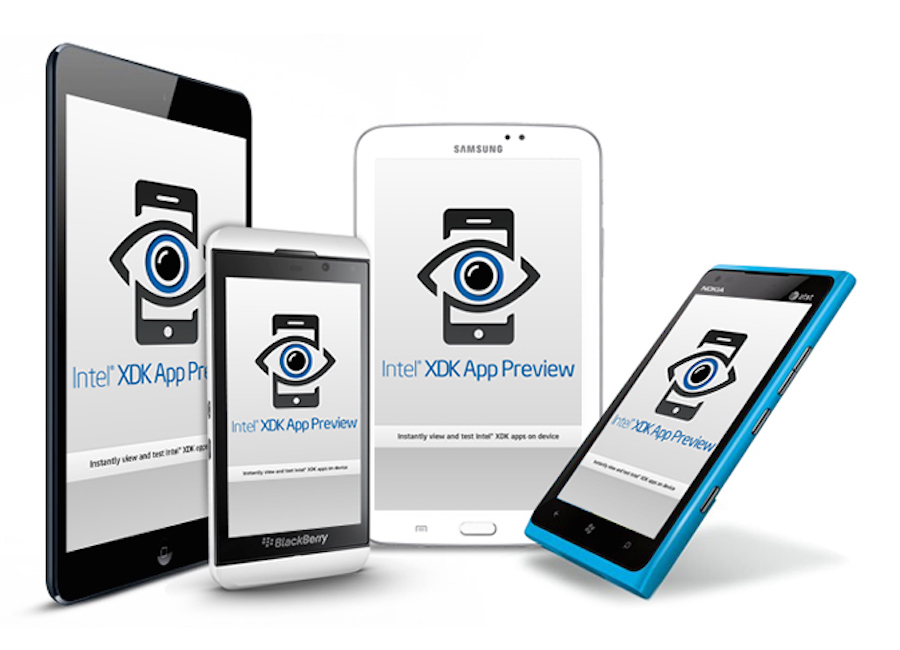 Intel® XDK App Pr
Instantly view and test Intel® XDK apps
Intel® XDK App Preview
Instantly view and test Intel® XDK apps on device
BlackBerry
SAMSUNG
Intel® XDK App Preview
Instantly view and test Intel® XDK apps on device
NOKIA
at&t
Intel® XDK App Preview
Instantly view and test Intel® XDK apps on device